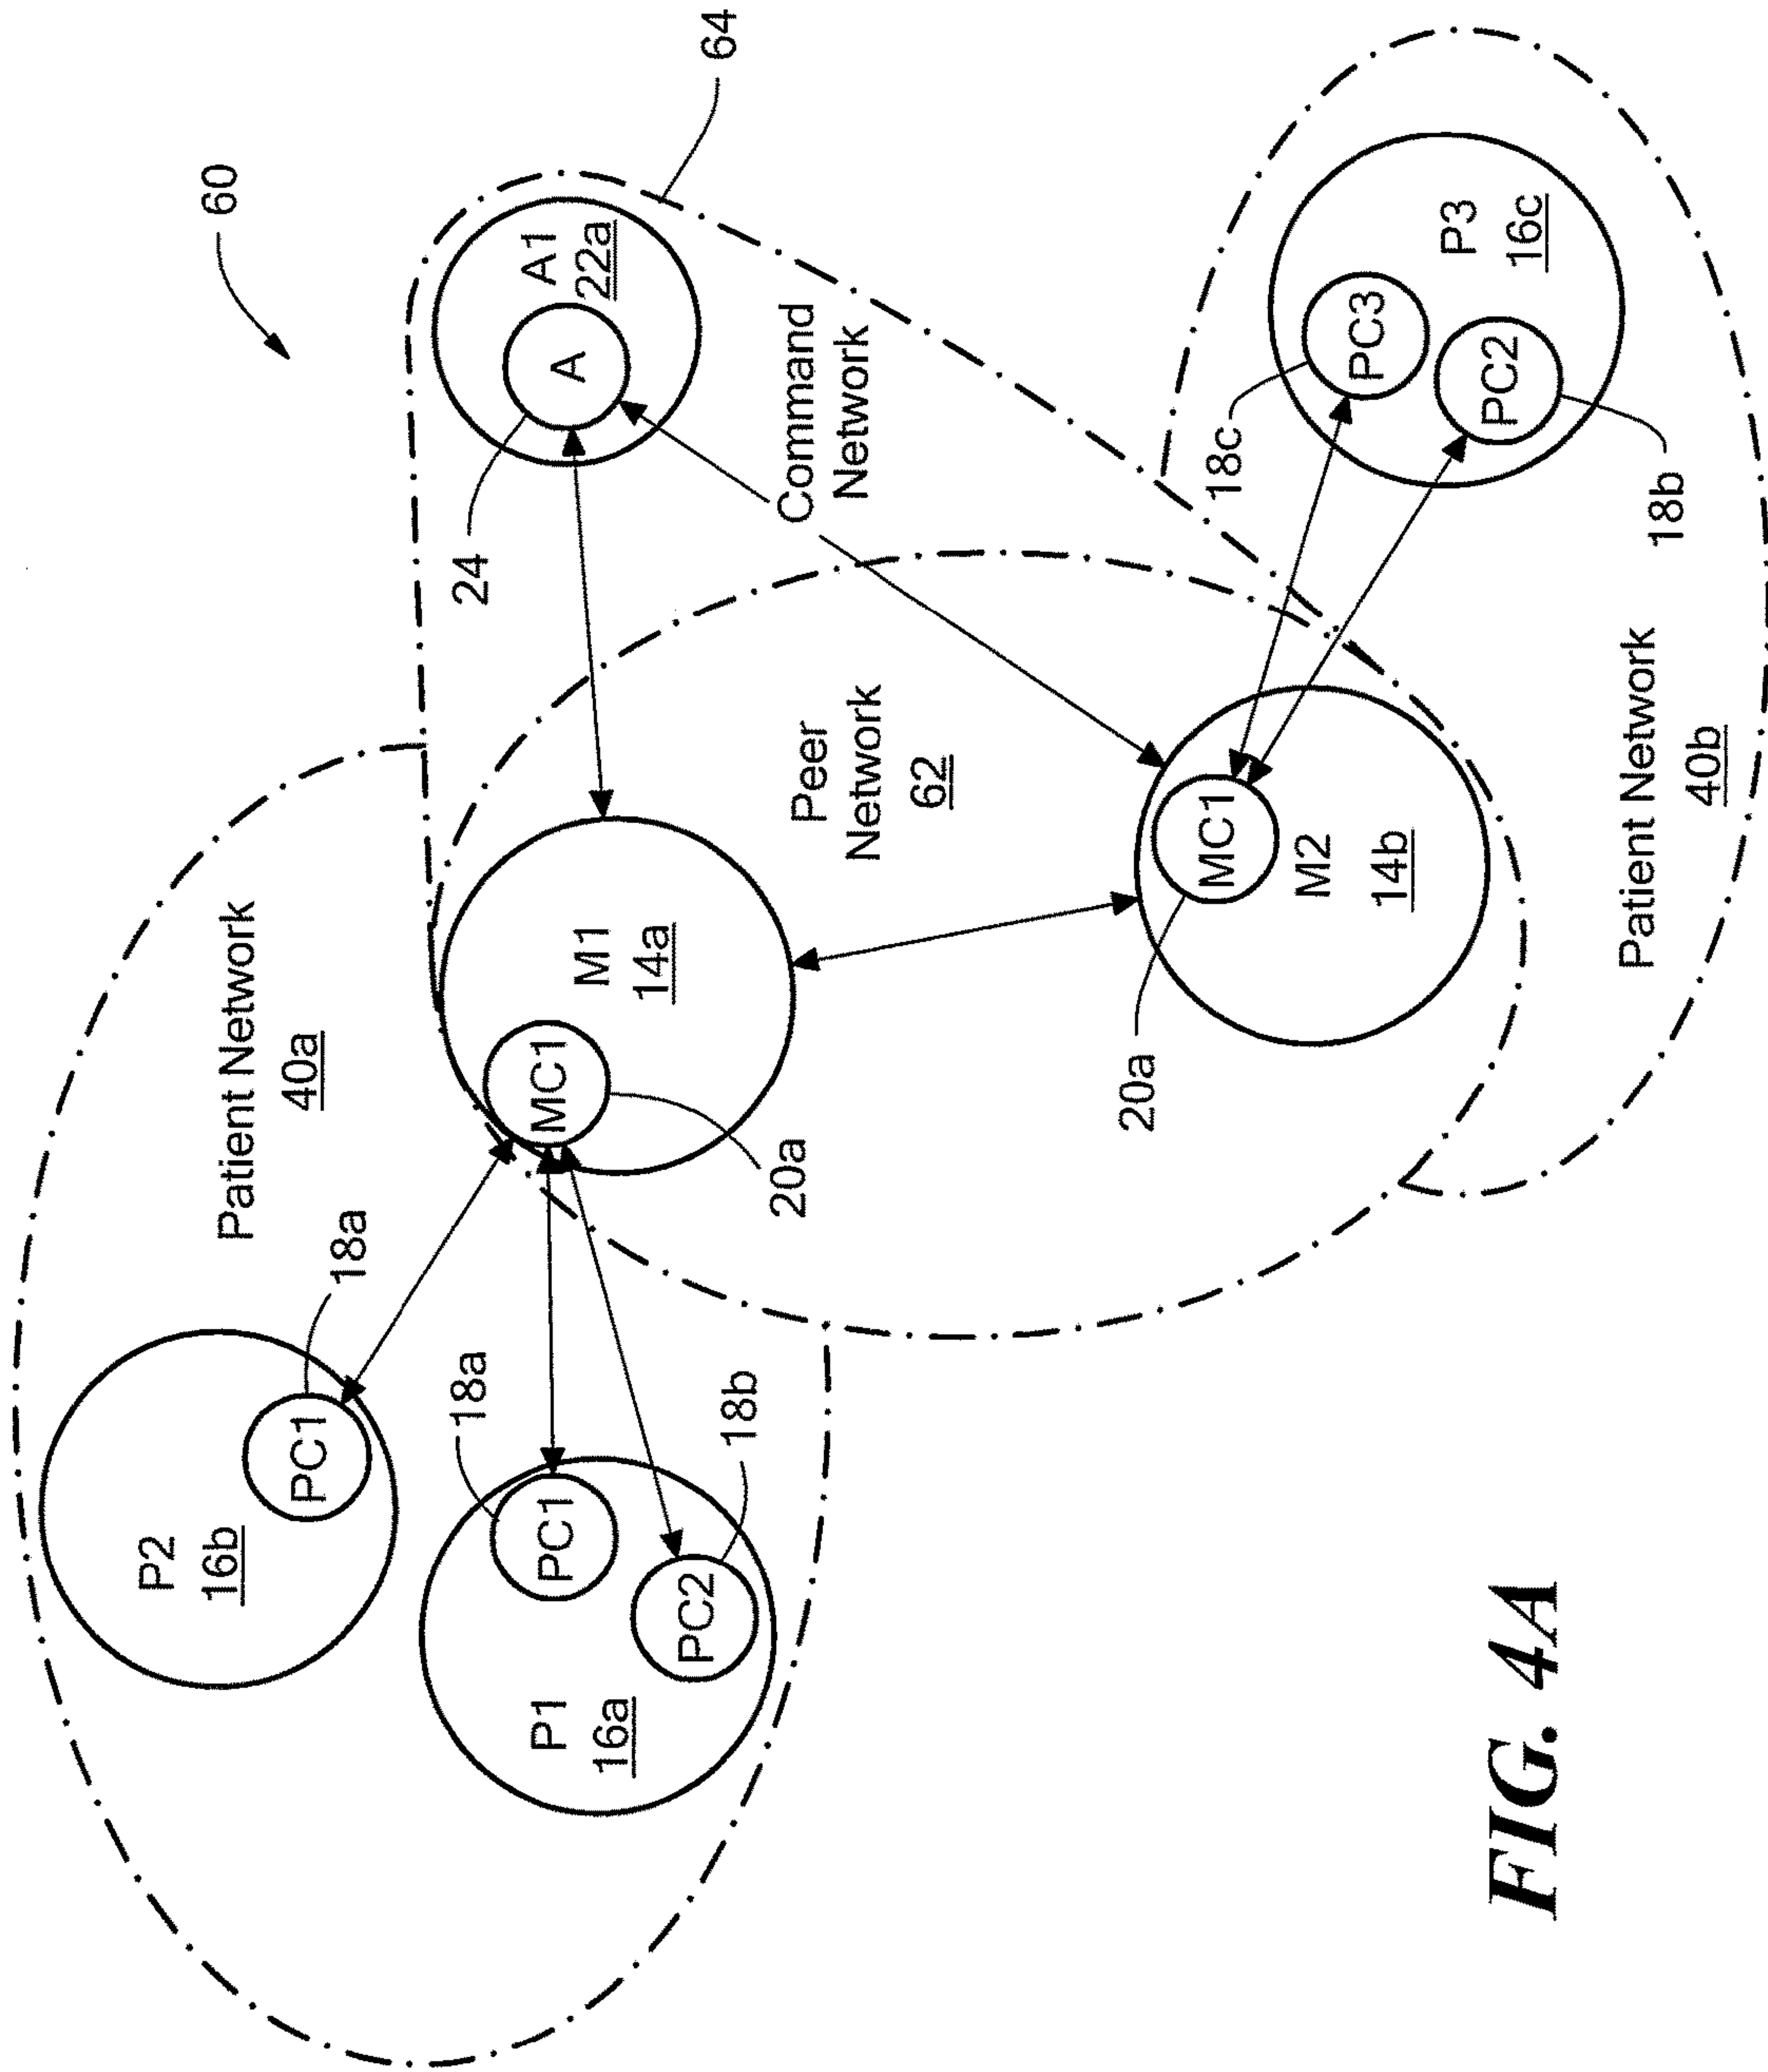 60
Patient Network
40a
P2
16b
PC1
18a
P1
16a
PC1
18a
PC2
18b
MC1
20a
M1
14a
24
A
A1
22a
64
Command
Network
Peer
Network
62
MC1
20a
M2
14b
18c
PC3
P3
16c
PC2
18b
Patient Network
40b
FIG. 4A